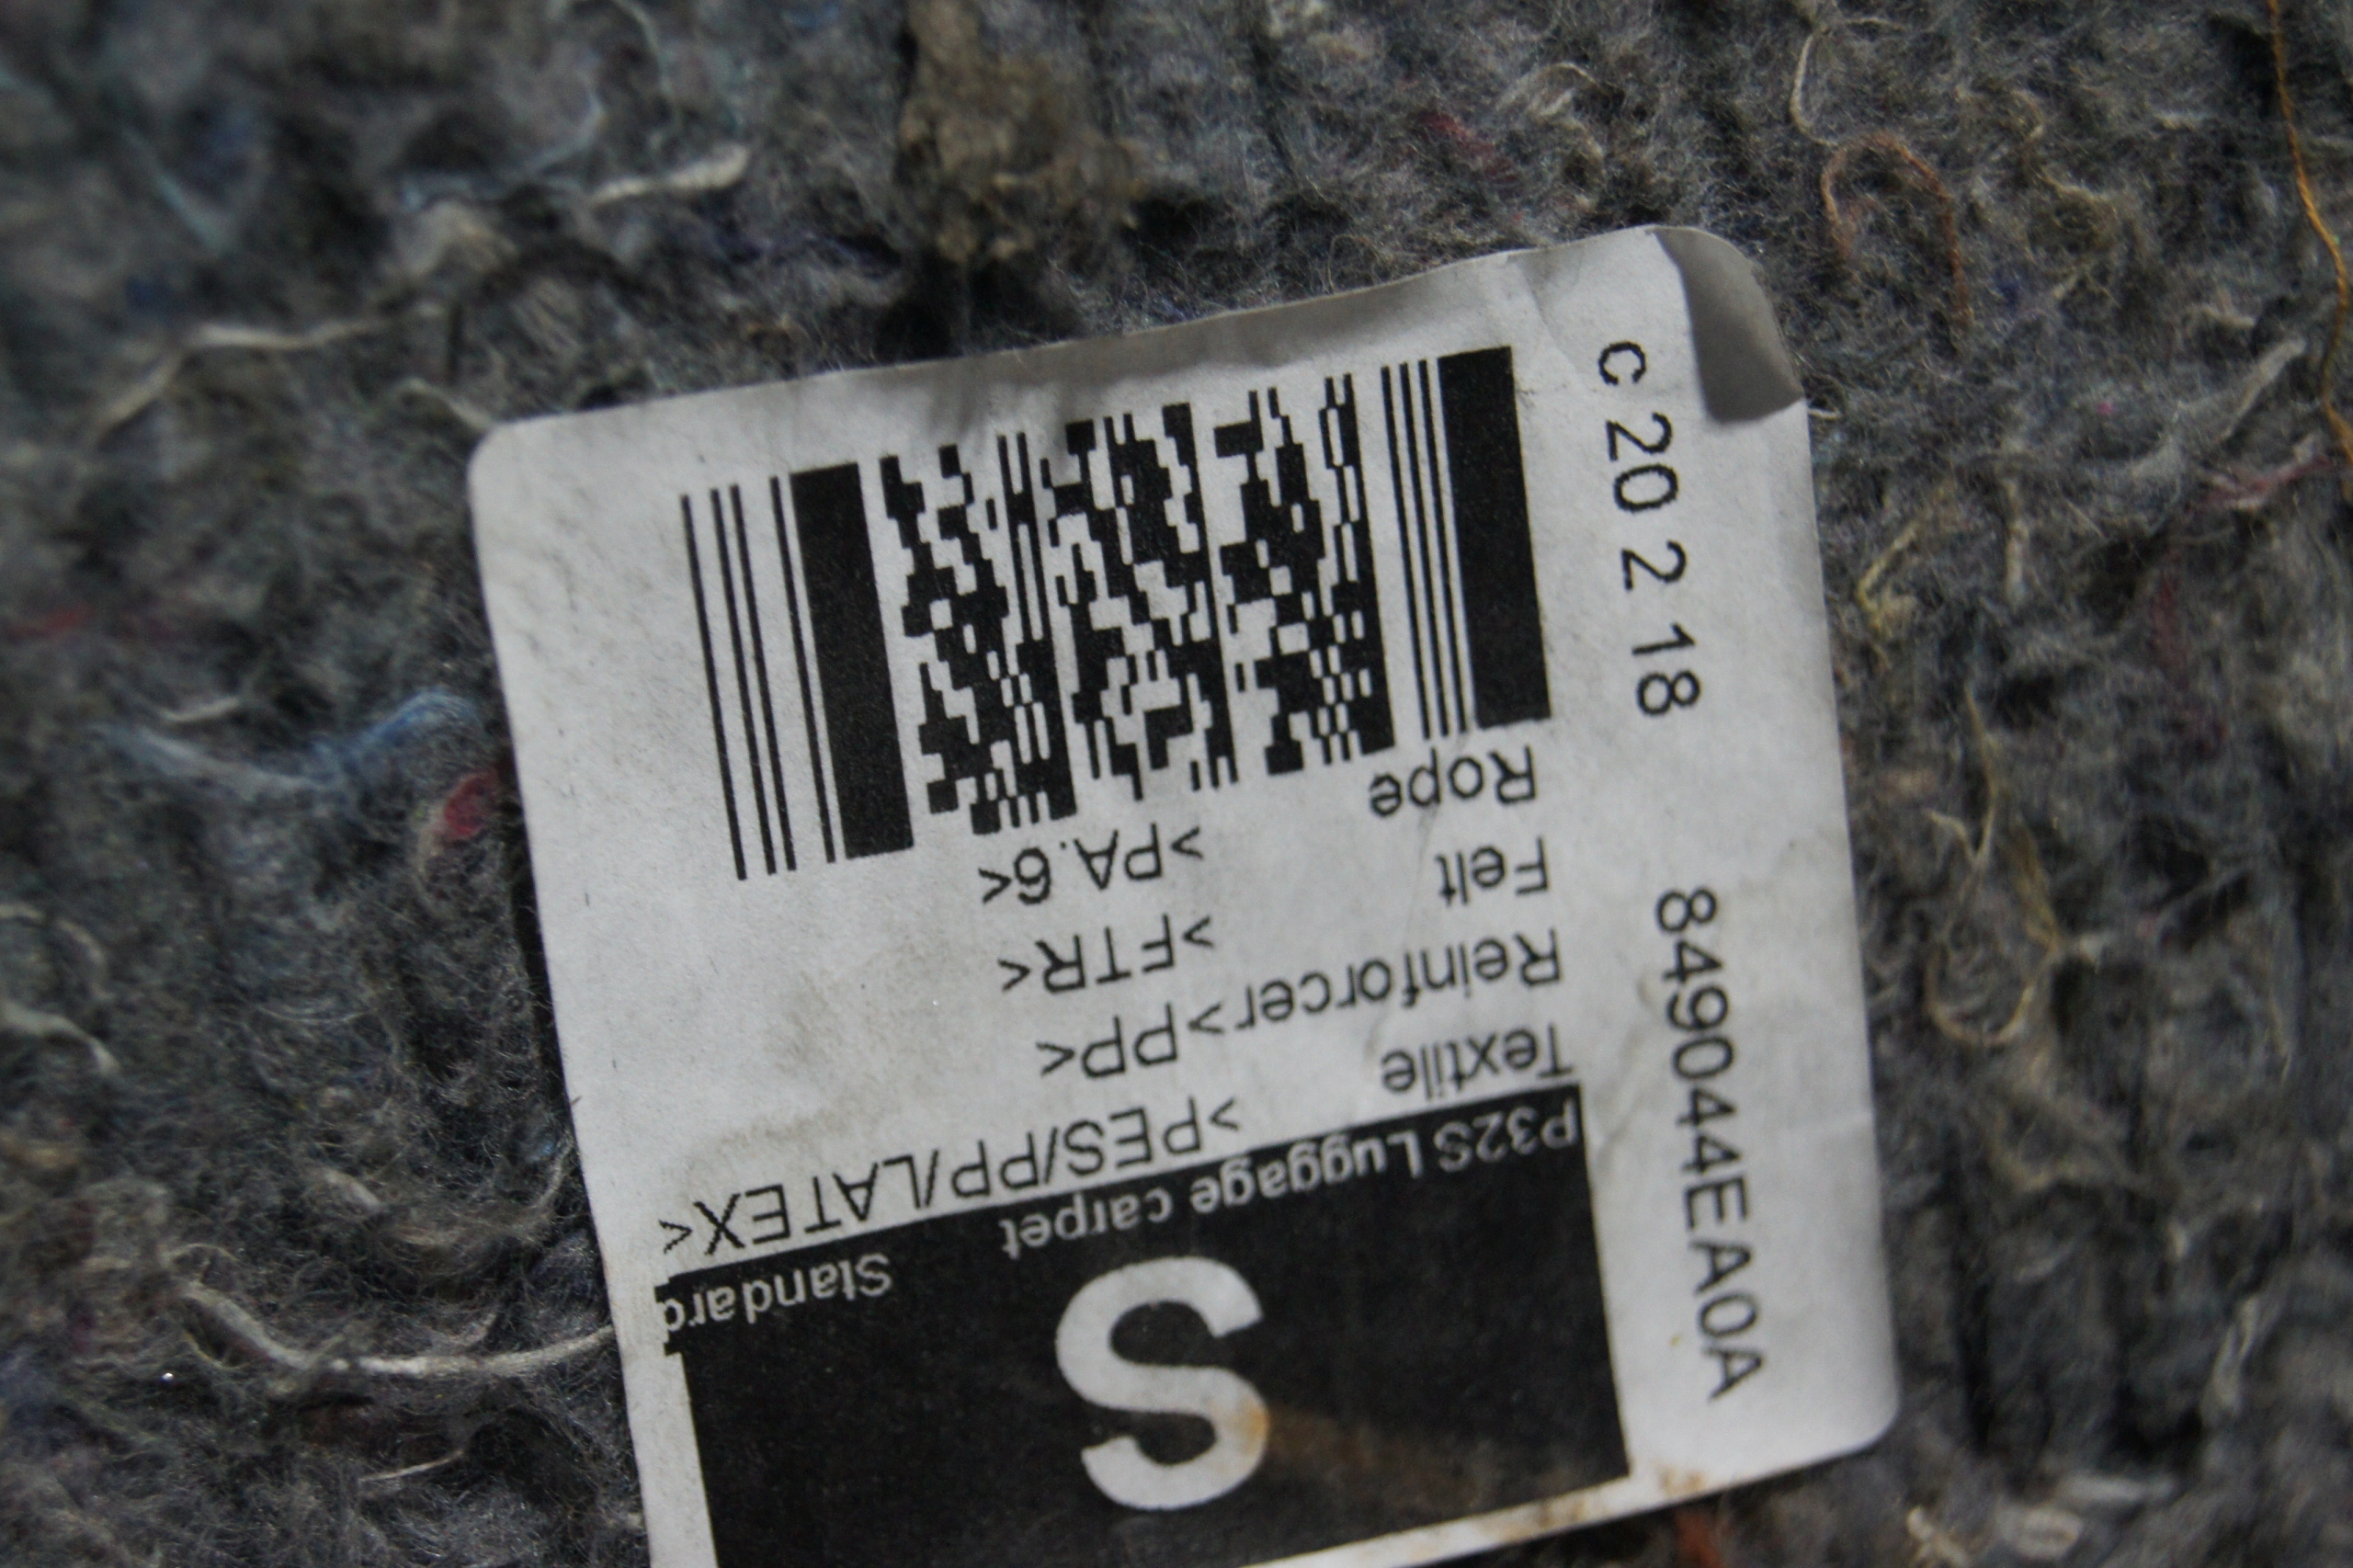 S
P32S Luggage carpet
Standard
Textile
>PES/PP/LATEX<
Reinforcer>PP<
Felt
>FTR<
Rope
>PA.6<
c 20 2 18
849044EA0A